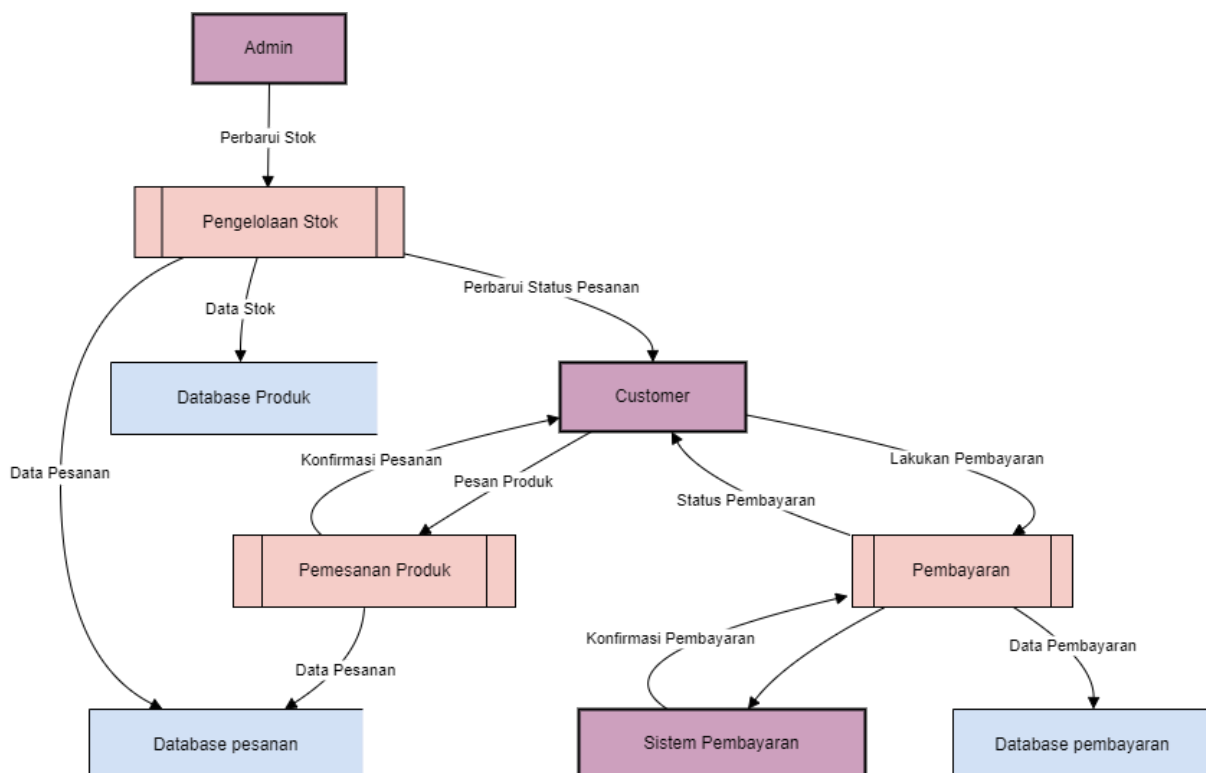 Admin
Perbarui Stok
Pengelolaan Stok
Perbarui Status Pesanan
Data Stok
Database Produk
Customer
Konfirmasi Pesanan
Lakukan Pembayaran
Data Pesanan
Pesan Produk
Status Pembayaran
Pemesanan Produk
Pembayaran
Konfirmasi Pembayaran
Data Pembayaran
Data Pesanan
Database pesanan
Sistem Pembayaran
Database pembayaran